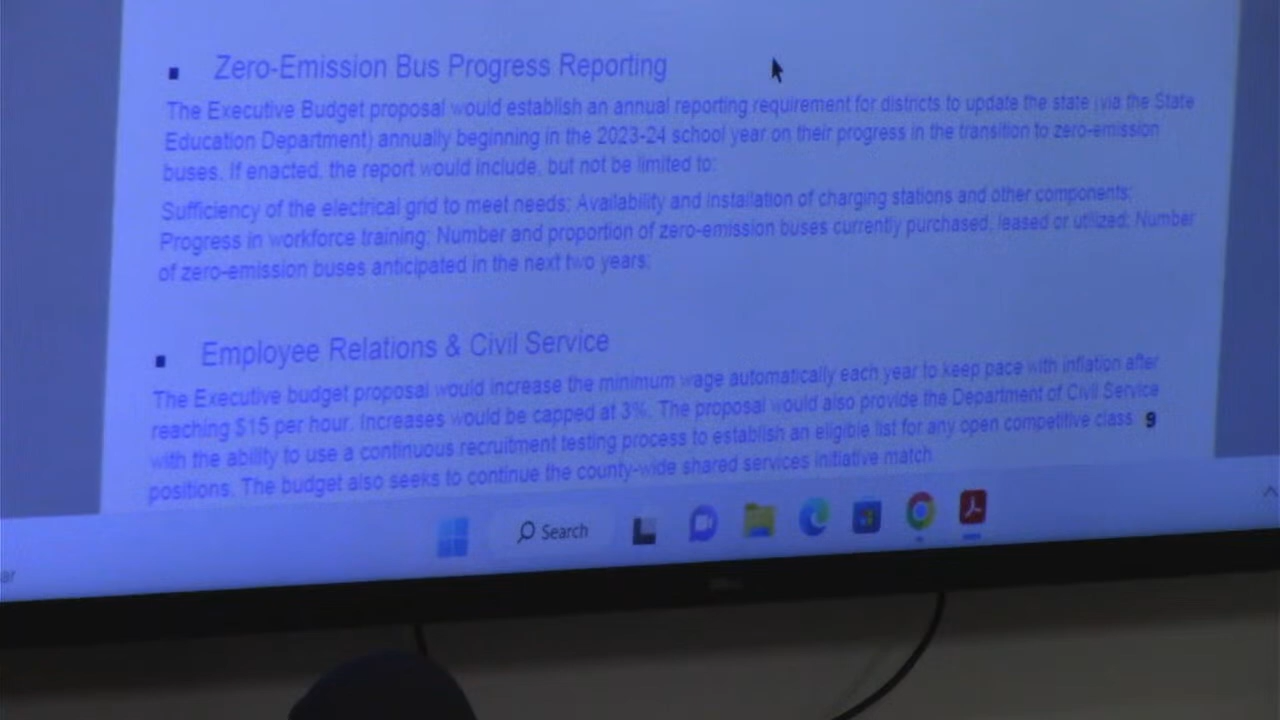 Zero-Emission Bus Progress Reporting
The Executive Budget proposal would establish an annual reporting requirement for districts to update the state (via the State
Education Department) annually beginning in the 2023-24 school year on their progress in the transition to zero-emission
buses. If enacted, the report would include, but not be limited to:
Sufficiency of the electrical grid to meet needs; Availability and installation of charging stations and other components;
Progress in workforce training; Number and proportion of zero-emission buses currently purchased, leased or utilized; Number
of zero-emission buses anticipated in the next two years;
Employee Relations & Civil Service
The Executive budget proposal would increase the minimum wage automatically each year to keep pace with inflation after
reaching $15 per hour. Increases would be capped at 3%. The proposal would also provide the Department of Civil Service
with the ability to use a continuous recruitment testing process to establish an eligible list for any open competitive class
9
positions. The budget also seeks to continue the county-wide shared services initiative match.
Search